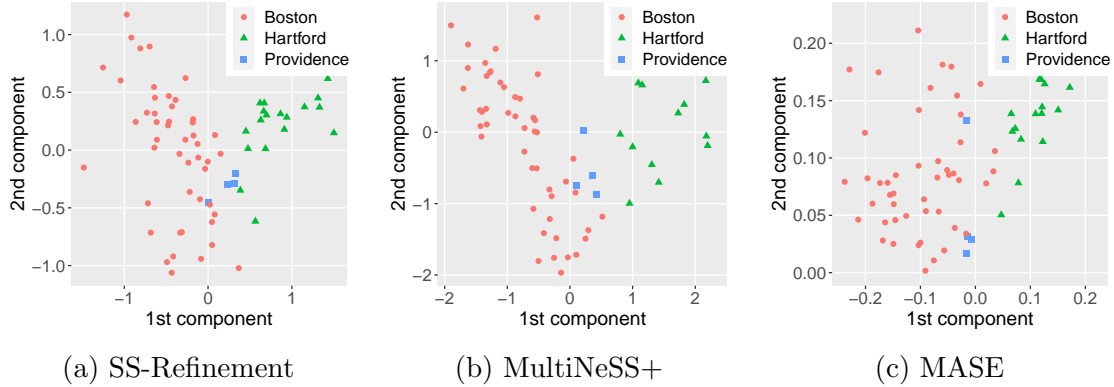 Boston
Hartford
Providence
1.0
0.5
0.0
−0.5
−1.0
2nd component
−1
0
1
1st component
(a) SS-Refinement
Boston
Hartford
Providence
2
1
0
−1
−2
2nd component
−2
−1
0
1
2
1st component
(b) MultiNeSS+
Boston
Hartford
Providence
0.20
0.15
0.10
0.05
0.00
2nd component
−0.2
−0.1
0.0
0.1
0.2
1st component
(c) MASE